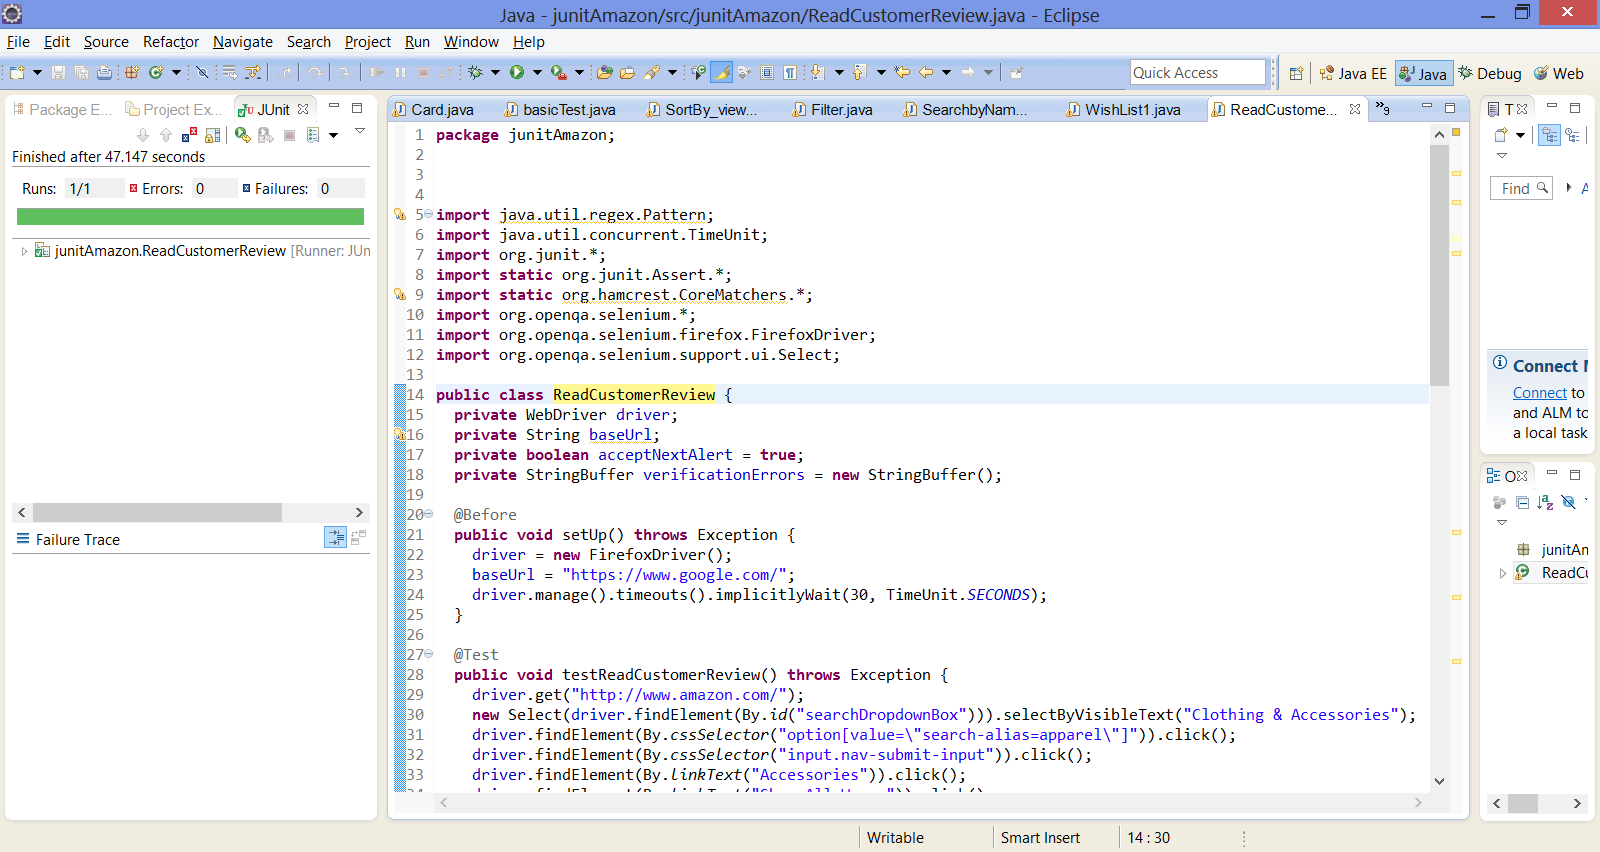 Java - junitAmazon/src/junitAmazon/ReadCustomerReview.java - Eclipse
File Edit Source Refactor Navigate Search Project Run Window Help
Quick Access Java EE Java Debug Web
Package E... Project Ex... JUnit
Finished after 47.147 seconds
Runs: 1/1 Errors: 0 Failures: 0
junitAmazon.ReadCustomerReview [Runner: JUn
Failure Trace
Card.java basicTest.java SortBy_view... Filter.java SearchbyNam... WishList1.java ReadCustome... »9
1 package junitAmazon;
2
3
4
5 import java.util.regex.Pattern;
6 import java.util.concurrent.TimeUnit;
7 import org.junit.*;
8 import static org.junit.Assert.*;
9 import static org.hamcrest.CoreMatchers.*;
10 import org.openqa.selenium.*;
11 import org.openqa.selenium.firefox.FirefoxDriver;
12 import org.openqa.selenium.support.ui.Select;
13
14 public class ReadCustomerReview {
15 private WebDriver driver;
16 private String baseUrl;
17 private boolean acceptNextAlert = true;
18 private StringBuffer verificationErrors = new StringBuffer();
19
20 @Before
21 public void setUp() throws Exception {
22 driver = new FirefoxDriver();
23 baseUrl = "https://www.google.com/";
24 driver.manage().timeouts().implicitlyWait(30, TimeUnit.SECONDS);
25 }
26
27 @Test
28 public void testReadCustomerReview() throws Exception {
29 driver.get("http://www.amazon.com/");
30 new Select(driver.findElement(By.id("searchDropdownBox"))).selectByVisibleText("Clothing & Accessories");
31 driver.findElement(By.cssSelector("option[value=\"search-alias=apparel\"]")).click();
32 driver.findElement(By.cssSelector("input.nav-submit-input")).click();
33 driver.findElement(By.linkText("Accessories")).click();
T
Find A
Connect M
Connect to
and ALM to
a local task
O
junitAm
ReadCu
Writable Smart Insert 14 : 30